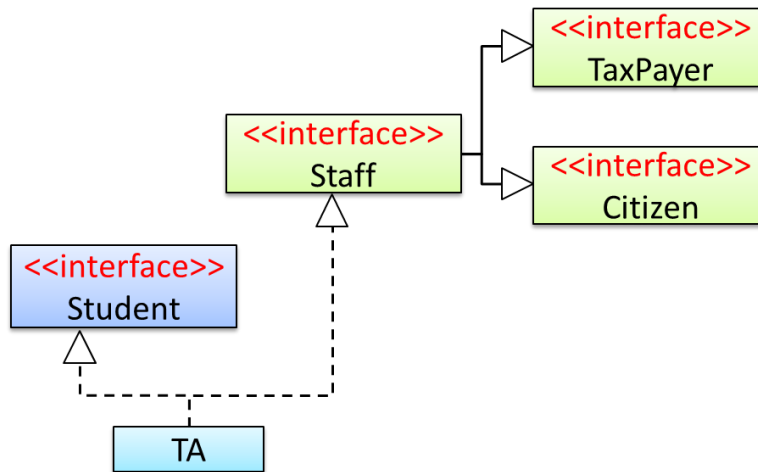 <<interface>>
TaxPayer
<<interface>>
Staff
<<interface>>
Citizen
<<interface>>
Student
TA